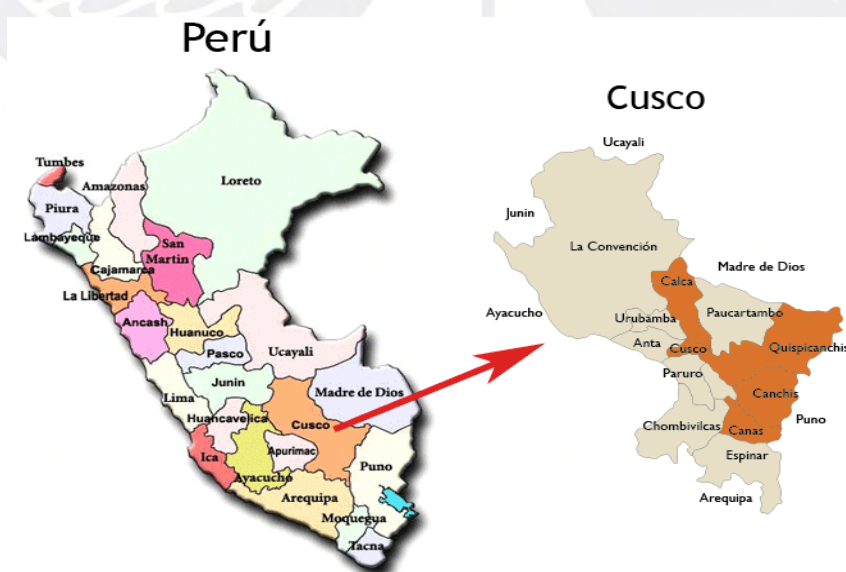 Perú
Tumbes
Amazonas
Loreto
Piura
Lambayeque
San
Martin
Cajamarca
La Libertad
Ancash
Huanuco
Pasco
Ucayali
Junin
Madre de Dios
Lima
Huancavelica
Cusco
Ica
Apurimac
Puno
Ayacucho
Arequipa
Moquegua
Tacna
Cusco
Ucayali
Junin
La Convención
Madre de Dios
Calca
Ayacucho
Urubamba
Paucartambo
Anta
Cusco
Quispicanchis
Paruro
Canchis
Chombivilcas
Canas
Puno
Espinar
Arequipa